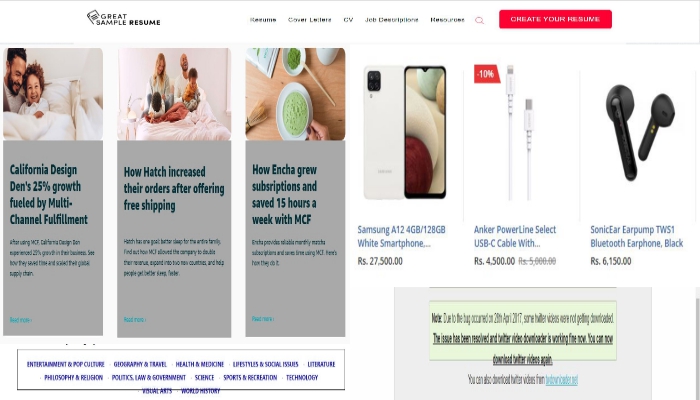 GREAT
SAMPLE RESUME
Resume Cover Letters CV Job Descriptions Resources
CREATE YOUR RESUME
California Design
Den's 25% growth
fueled by Multi-
Channel Fulfillment
After using MCF, California Design Den
experienced 25% growth in their business. See
how they saved time and scaled their global
supply chain.
Read more ›
How Hatch increased
their orders after offering
free shipping
Hatch has one goal: better sleep for the entire family.
Find out how MCF allowed the company to double
their revenue, expand into two new countries, and help
people get better sleep, faster.
Read more ›
How Encha grew
subsriptions and
saved 15 hours a
week with MCF
Encha provides reliable monthly matcha
subscriptions and saves time using MCF. Here's
how they do it.
Read more ›
Samsung A12 4GB/128GB
White Smartphone,...
Rs. 27,500.00
-10%
Anker PowerLine Select
USB-C Cable With...
Rs. 4,500.00 Rs. 5,000.00
SonicEar Earpump TWS1
Bluetooth Earphone, Black
Rs. 6,150.00
ENTERTAINMENT & POP CULTURE · GEOGRAPHY & TRAVEL · HEALTH & MEDICINE · LIFESTYLES & SOCIAL ISSUES · LITERATURE
· PHILOSOPHY & RELIGION · POLITICS, LAW & GOVERNMENT · SCIENCE · SPORTS & RECREATION · TECHNOLOGY
· VISUAL ARTS · WORLD HISTORY
Note: Due to the bug occurred on 28th April 2017, some twitter videos were not getting downloaded.
The issue has been resolved and twitter video downloader is working fine now. You can now
download twitter videos again.
You can also download twitter videos from twdownloader.net